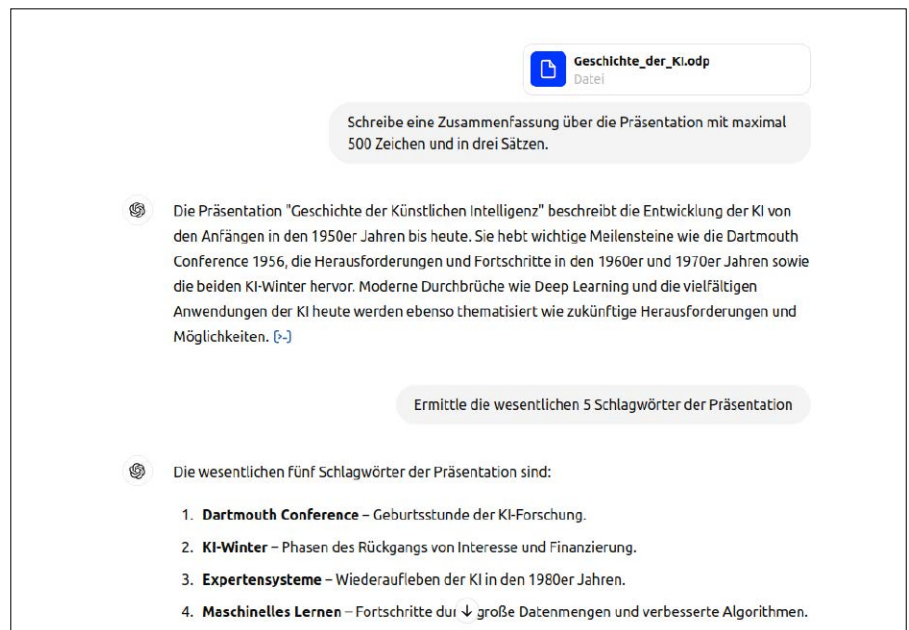 Geschichte_der_KI.odp
Datei
Schreibe eine Zusammenfassung über die Präsentation mit maximal
500 Zeichen und in drei Sätzen.
Die Präsentation "Geschichte der Künstlichen Intelligenz" beschreibt die Entwicklung der KI von
den Anfängen in den 1950er Jahren bis heute. Sie hebt wichtige Meilensteine wie die Dartmouth
Conference 1956, die Herausforderungen und Fortschritte in den 1960er und 1970er Jahren sowie
die beiden KI-Winter hervor. Moderne Durchbrüche wie Deep Learning und die vielfältigen
Anwendungen der KI heute werden ebenso thematisiert wie zukünftige Herausforderungen und
Möglichkeiten. [>-]
Ermittle die wesentlichen 5 Schlagwörter der Präsentation
Die wesentlichen fünf Schlagwörter der Präsentation sind:
1. Dartmouth Conference – Geburtsstunde der KI-Forschung.
2. KI-Winter – Phasen des Rückgangs von Interesse und Finanzierung.
3. Expertensysteme – Wiederaufleben der KI in den 1980er Jahren.
4. Maschinelles Lernen – Fortschritte große Datenmengen und verbesserte Algorithmen.